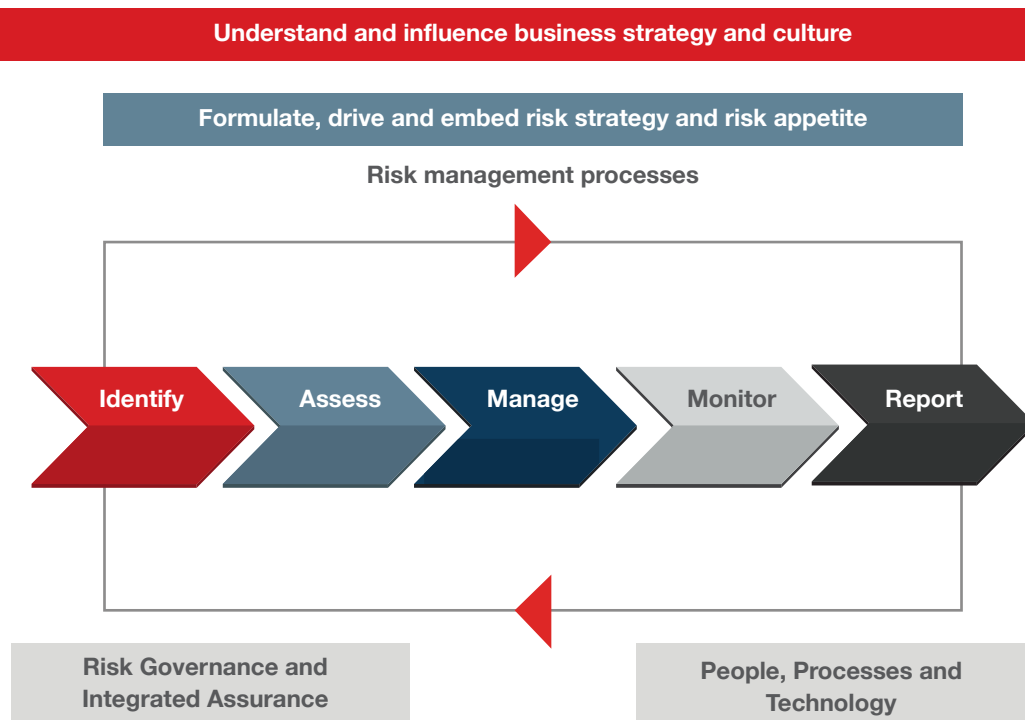 Understand and influence business strategy and culture
Formulate, drive and embed risk strategy and risk appetite
Risk management processes
Identify
Assess
Manage
Monitor
Report
Risk Governance and
Integrated Assurance
People, Processes and
Technology